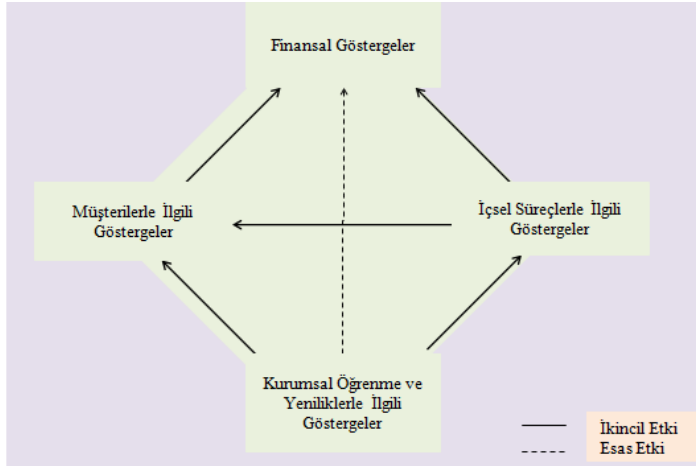 Finansal Göstergeler
Müşterilerle İlgili
Göstergeler
İçsel Süreçlerle İlgili
Göstergeler
Kurumsal Öğrenme ve
Yeniliklerle İlgili
Göstergeler
İkincil Etki
Esas Etki